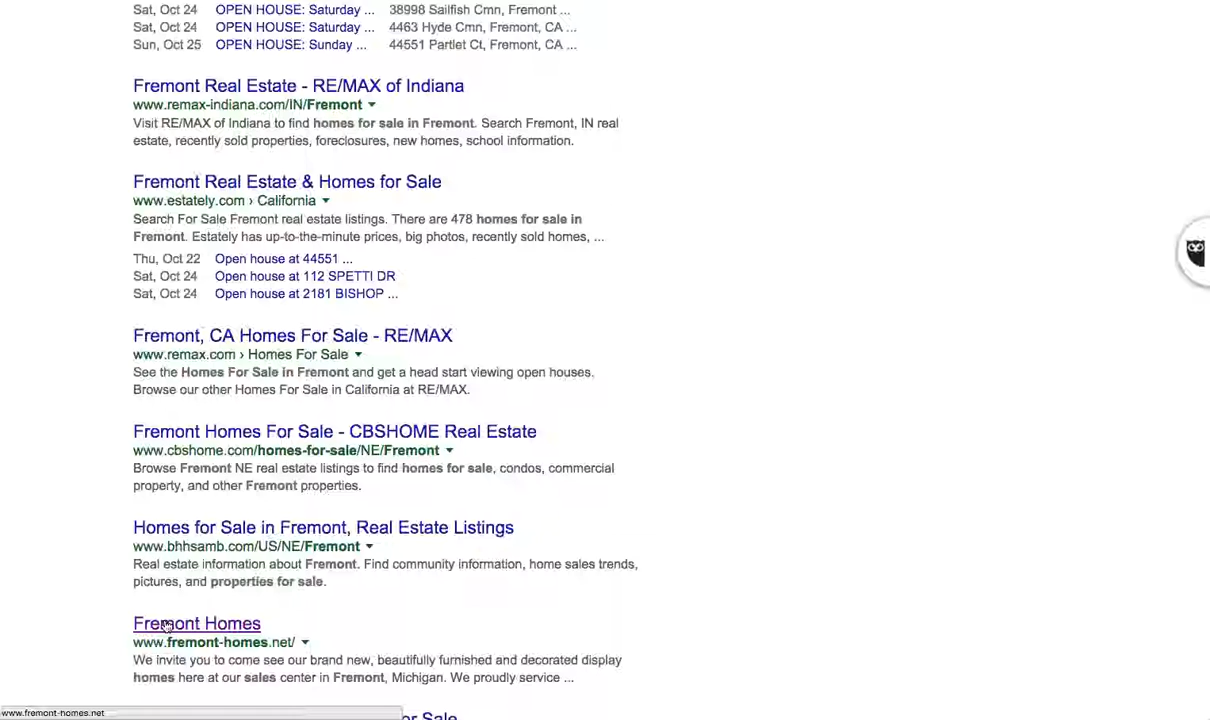 Sat, Oct 24 OPEN HOUSE: Saturday ... 38998 Sailfish Cmn, Fremont ...
Sat, Oct 24 OPEN HOUSE: Saturday ... 4463 Hyde Cmn, Fremont, CA ...
Sun, Oct 25 OPEN HOUSE: Sunday ... 44551 Partlet Ct, Fremont, CA ...
Fremont Real Estate - RE/MAX of Indiana
www.remax-indiana.com/IN/Fremont
Visit RE/MAX of Indiana to find homes for sale in Fremont. Search Fremont, IN real
estate, recently sold properties, foreclosures, new homes, school information.
Fremont Real Estate & Homes for Sale
www.estately.com › California
Search For Sale Fremont real estate listings. There are 478 homes for sale in
Fremont. Estately has up-to-the-minute prices, big photos, recently sold homes, ...
Thu, Oct 22 Open house at 44551 ...
Sat, Oct 24 Open house at 112 SPETTI DR
Sat, Oct 24 Open house at 2181 BISHOP ...
Fremont, CA Homes For Sale - RE/MAX
www.remax.com › Homes For Sale
See the Homes For Sale in Fremont and get a head start viewing open houses.
Browse our other Homes For Sale in California at RE/MAX.
Fremont Homes For Sale - CBSHOME Real Estate
www.cbshome.com/homes-for-sale/NE/Fremont
Browse Fremont NE real estate listings to find homes for sale, condos, commercial
property, and other Fremont properties.
Homes for Sale in Fremont, Real Estate Listings
www.bhhsamb.com/US/NE/Fremont
Real estate information about Fremont. Find community information, home sales trends,
pictures, and properties for sale.
Fremont Homes
www.fremont-homes.net/
We invite you to come see our brand new, beautifully furnished and decorated display
homes here at our sales center in Fremont, Michigan. We proudly service ...
www.fremont-homes.net
or Sale